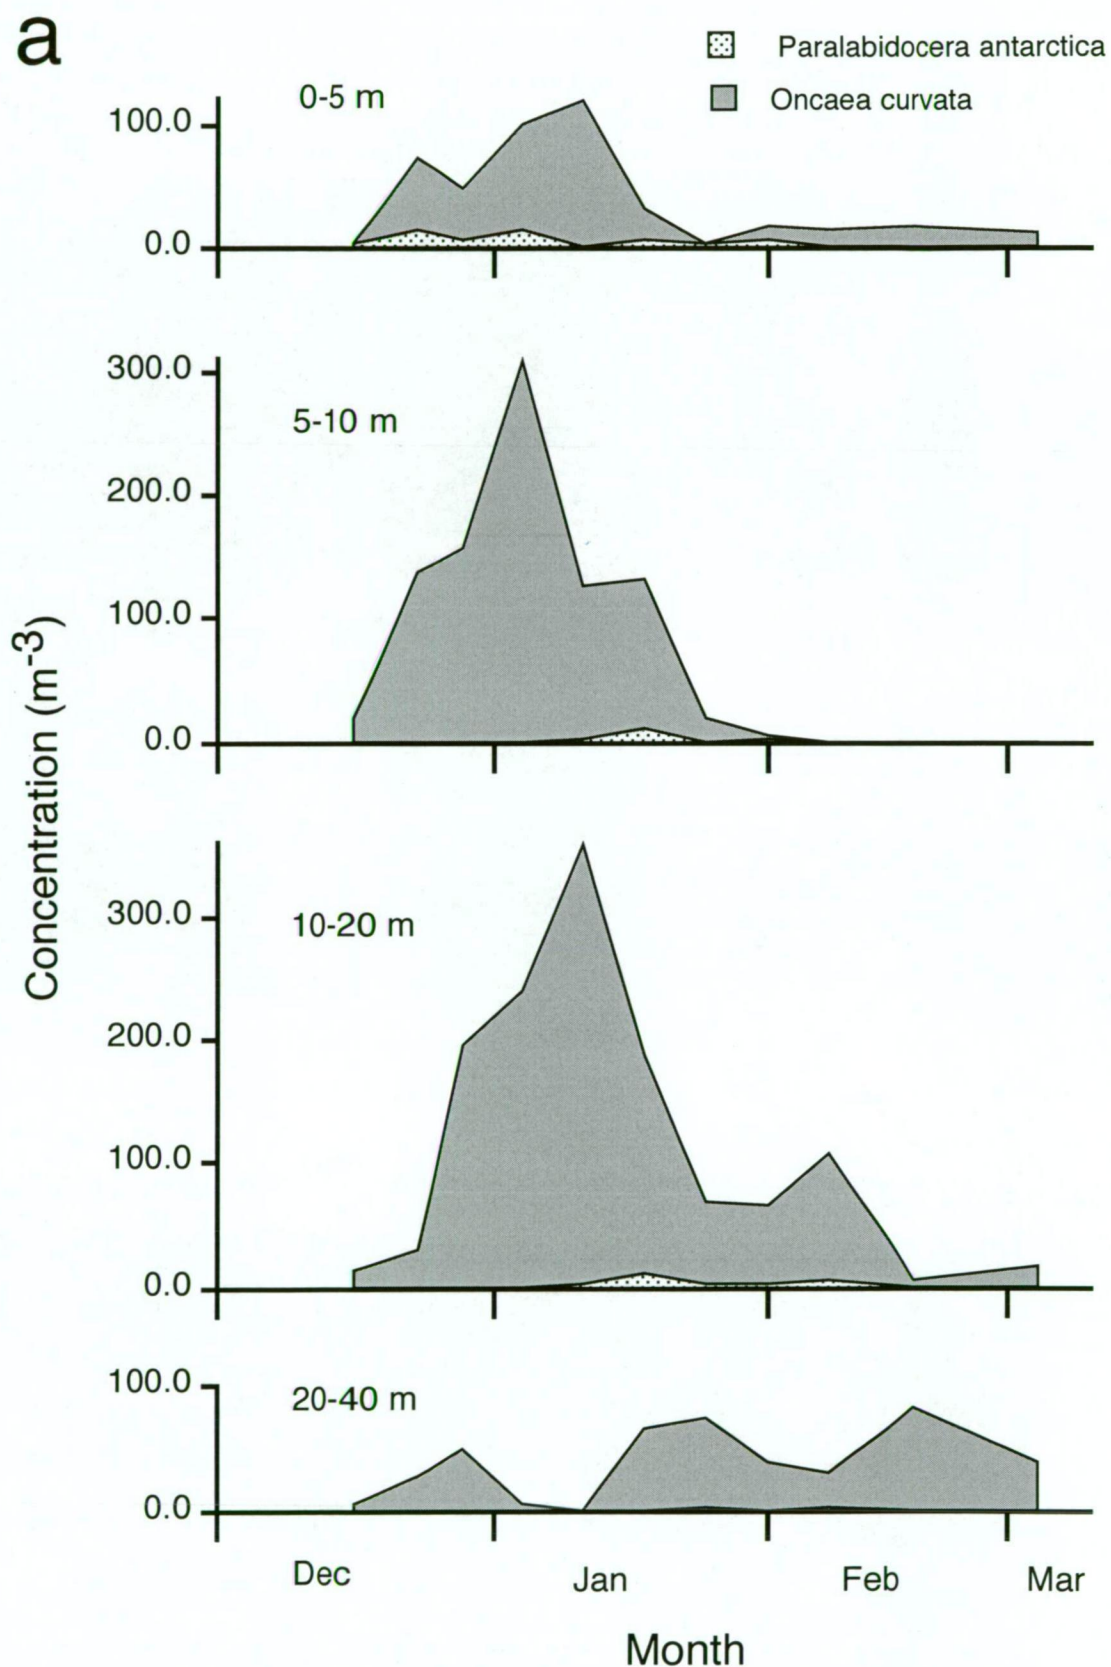 a
Paralabidocera antarctica
Oncaea curvata
0-5 m
100.0
0.0
5-10 m
300.0
200.0
100.0
0.0
10-20 m
300.0
200.0
100.0
0.0
20-40 m
100.0
0.0
Concentration (m-3)
Dec Jan Feb Mar
Month